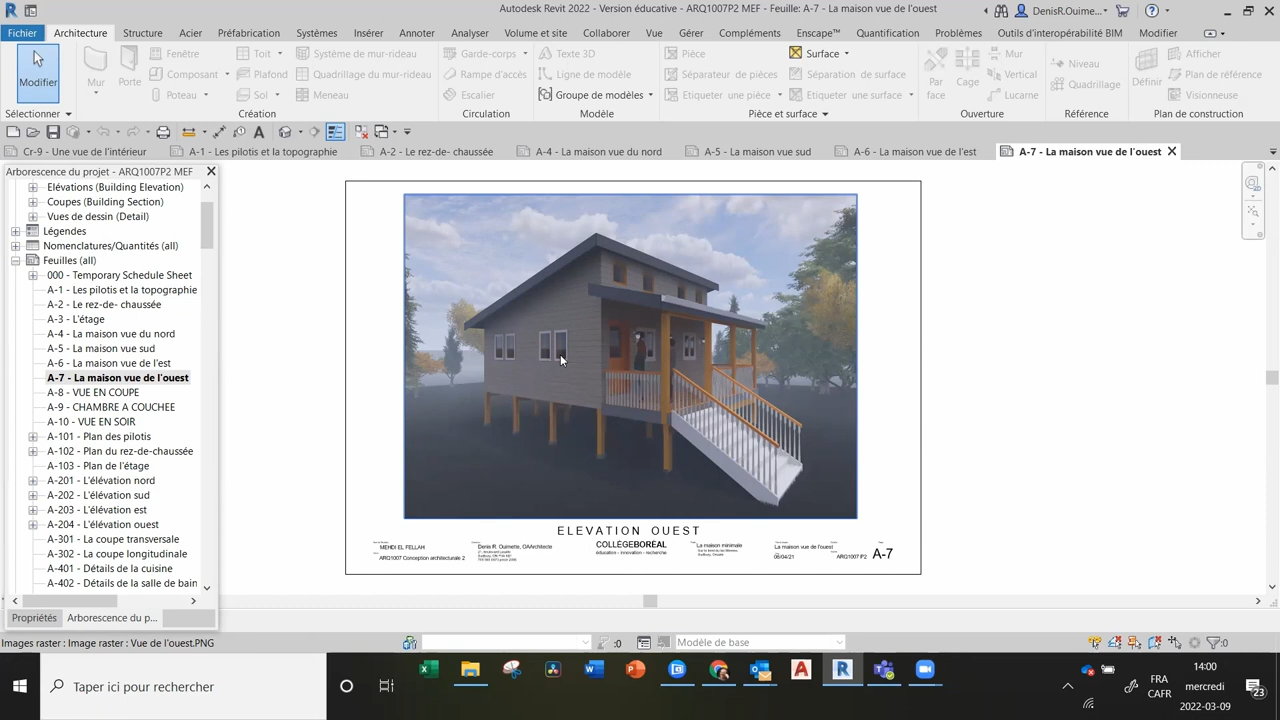 Autodesk Revit 2022 - Version éducative - ARQ1007P2 MEF - Feuille: A-7 - La maison vue de l'ouest
DenisR.Ouime...
Fichier Architecture Structure Acier Préfabrication Systèmes Insérer Annoter Analyser Volume et site Collaborer Vue Gérer Compléments Enscape™ Quantification Problèmes Outils d'interopérabilité BIM Modifier
Modifier
Mur
Porte
Fenêtre
Composant
Poteau
Toit
Plafond
Sol
Système de mur-rideau
Quadrillage du mur-rideau
Meneau
Garde-corps
Rampe d'accès
Escalier
Texte 3D
Ligne de modèle
Groupe de modèles
Pièce
Séparateur de pièces
Etiqueter une pièce
Surface
Séparation de surface
Etiqueter une surface
Par face
Cage
Mur
Vertical
Lucarne
Niveau
Quadrillage
Définir
Afficher
Plan de référence
Visionneuse
Sélectionner Création Circulation Modèle Pièce et surface Ouverture Référence Plan de construction
Cr-9 - Une vue de l'intérieur
A-1 - Les pilotis et la topographie
A-2 - Le rez-de- chaussée
A-4 - La maison vue du nord
A-5 - La maison vue sud
A-6 - La maison vue de l'est
A-7 - La maison vue de l'ouest
Arborescence du projet - ARQ1007P2 MEF
Elévations (Building Elevation)
Coupes (Building Section)
Vues de dessin (Detail)
Légendes
Nomenclatures/Quantités (all)
Feuilles (all)
000 - Temporary Schedule Sheet
A-1 - Les pilotis et la topographie
A-2 - Le rez-de- chaussée
A-3 - L'étage
A-4 - La maison vue du nord
A-5 - La maison vue sud
A-6 - La maison vue de l'est
A-7 - La maison vue de l'ouest
A-8 - VUE EN COUPE
A-9 - CHAMBRE A COUCHEE
A-10 - VUE EN SOIR
A-101 - Plan des pilotis
A-102 - Plan du rez-de-chaussée
A-103 - Plan de l'étage
A-201 - L'élévation nord
A-202 - L'élévation sud
A-203 - L'élévation est
A-204 - L'élévation ouest
A-301 - La coupe transversale
A-302 - La coupe longitudinale
A-401 - Détails de la cuisine
A-402 - Détails de la salle de bain
Propriétés
Arborescence du p...
ELEVATION OUEST
MEHDI EL FELLAH
ARQ1007 Conception architecturale 2
Denis R. Ouimette, OAArchitecte
COLLÈGEBORÉAL
éducation · innovation · recherche
La maison minimale
La maison vue de l'ouest
08/04/21
ARQ1007 P2
A-7
Images raster : Image raster : Vue de l'ouest.PNG
:0
Modèle de base
:0
Taper ici pour rechercher
FRA
CAFR
14:00
mercredi
2022-03-09
23